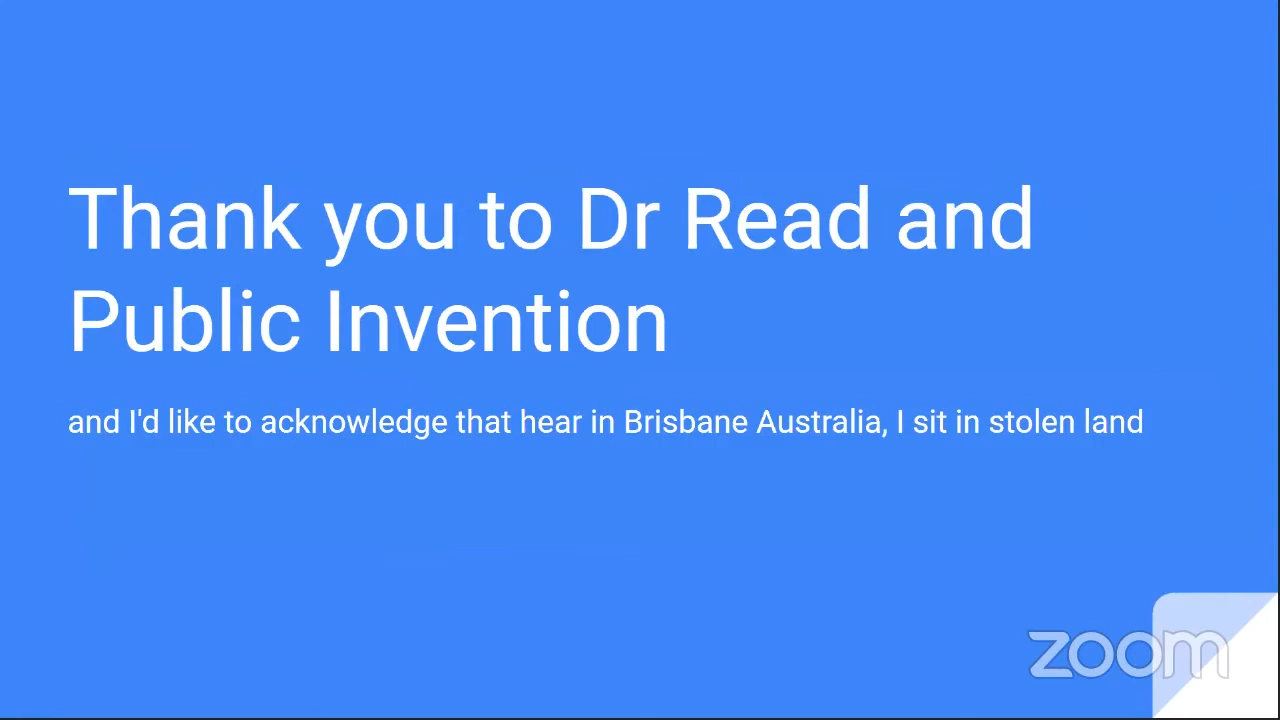 Thank you to Dr Read and
Public Invention
and I'd like to acknowledge that hear in Brisbane Australia, I sit in stolen land
zoom